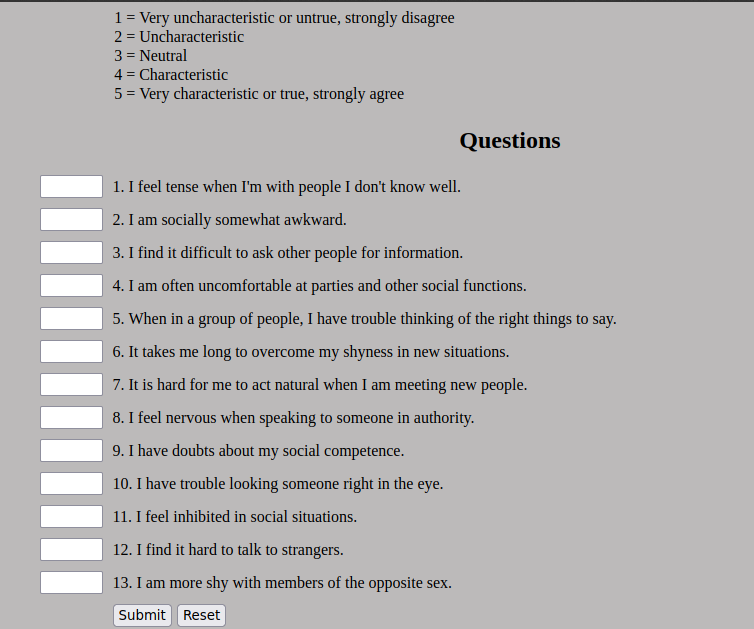 1 = Very uncharacteristic or untrue, strongly disagree
2 = Uncharacteristic
3 = Neutral
4 = Characteristic
5 = Very characteristic or true, strongly agree
Questions
1. I feel tense when I'm with people I don't know well.
2. I am socially somewhat awkward.
3. I find it difficult to ask other people for information.
4. I am often uncomfortable at parties and other social functions.
5. When in a group of people, I have trouble thinking of the right things to say.
6. It takes me long to overcome my shyness in new situations.
7. It is hard for me to act natural when I am meeting new people.
8. I feel nervous when speaking to someone in authority.
9. I have doubts about my social competence.
10. I have trouble looking someone right in the eye.
11. I feel inhibited in social situations.
12. I find it hard to talk to strangers.
13. I am more shy with members of the opposite sex.
Submit Reset